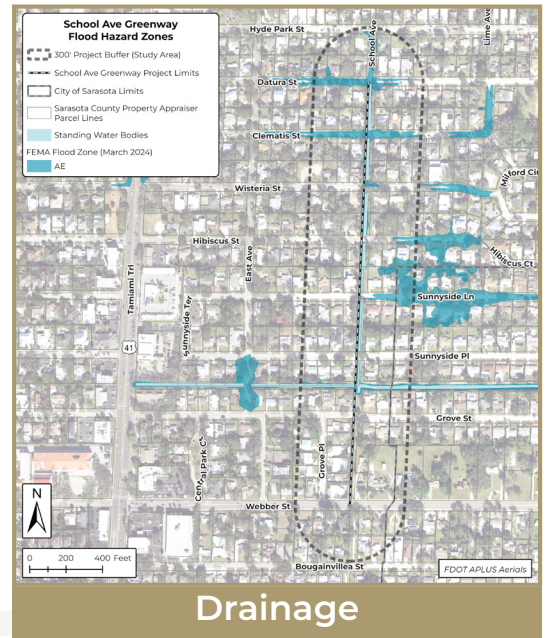 School Ave Greenway
Flood Hazard Zones
300' Project Buffer (Study Area)
School Ave Greenway Project Limits
City of Sarasota Limits
Sarasota County Property Appraiser
Parcel Lines
Standing Water Bodies
FEMA Flood Zone (March 2024)
AE
Hyde Park St
School Ave
Lime Ave
Datura St
Clematis St
Wisteria St
Milford Cir
Hibiscus St
East Ave
Hibiscus Ct
Tamiami Trl
Sunnyside Ter
Sunnyside Ln
41
Sunnyside Pl
Grove St
Central Park Ct
Grove Pl
Webber St
Bougainvillea St
N
0 200 400 Feet
FDOT APLUS Aerials
Drainage